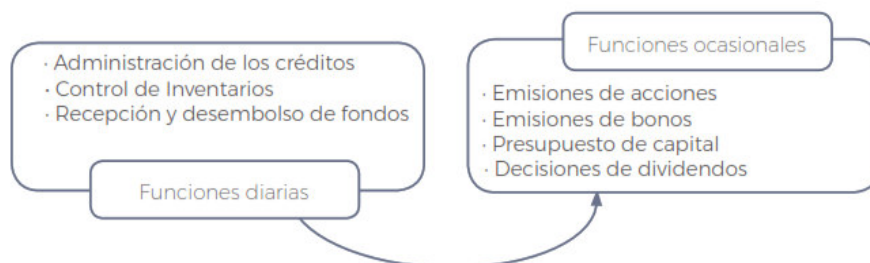 · Administración de los créditos
· Control de Inventarios
· Recepción y desembolso de fondos
Funciones diarias
Funciones ocasionales
· Emisiones de acciones
· Emisiones de bonos
· Presupuesto de capital
· Decisiones de dividendos